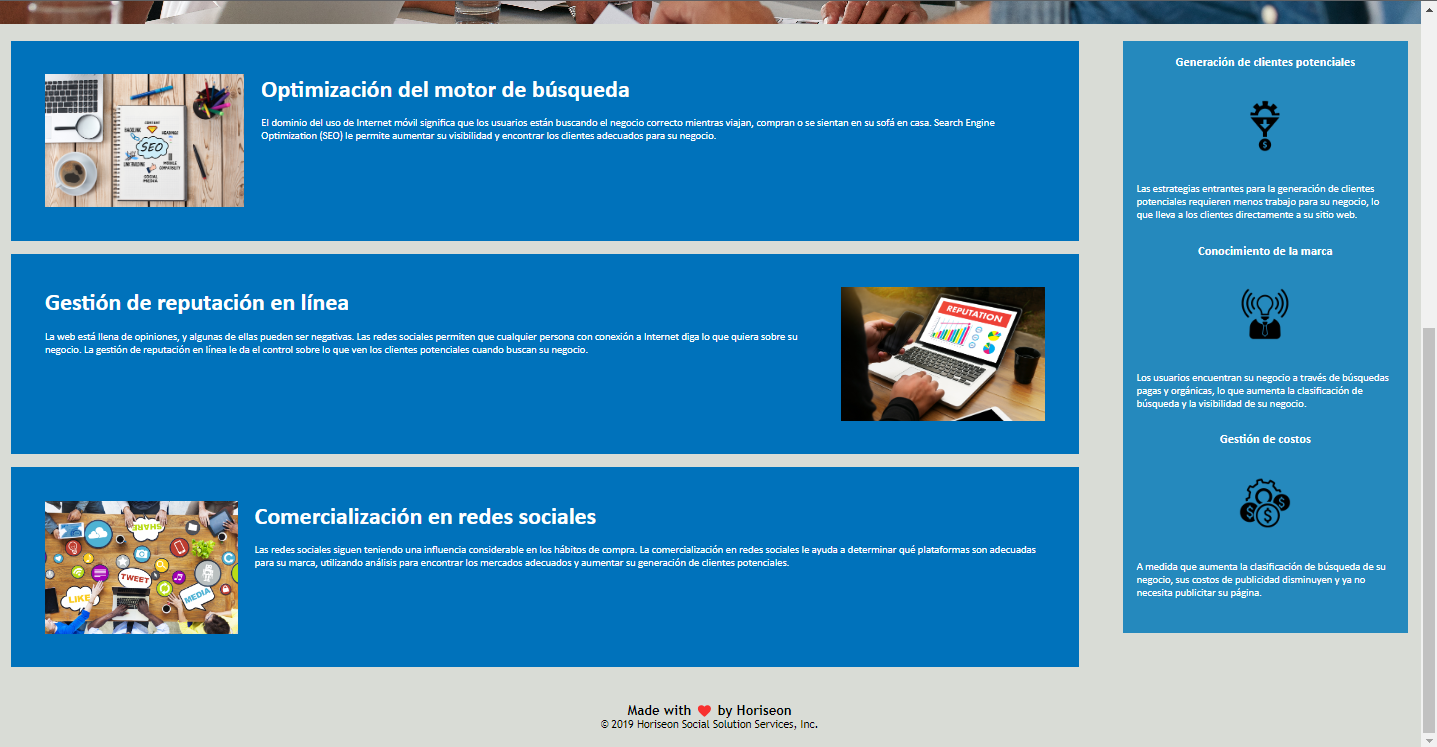 Optimización del motor de búsqueda
El dominio del uso de Internet móvil significa que los usuarios están buscando el negocio correcto mientras viajan, compran o se sientan en su sofá en casa. Search Engine
Optimization (SEO) le permite aumentar su visibilidad y encontrar los clientes adecuados para su negocio.
SEO
Gestión de reputación en línea
La web está llena de opiniones, y algunas de ellas pueden ser negativas. Las redes sociales permiten que cualquier persona con conexión a Internet diga lo que quiera sobre su
negocio. La gestión de reputación en línea le da el control sobre lo que ven los clientes potenciales cuando buscan su negocio.
REPUTATION
Comercialización en redes sociales
Las redes sociales siguen teniendo una influencia considerable en los hábitos de compra. La comercialización en redes sociales le ayuda a determinar qué plataformas son adecuadas
para su marca, utilizando análisis para encontrar los mercados adecuados y aumentar su generación de clientes potenciales.
SHARE
TWEET
LIKE
MEDIA
Generación de clientes potenciales
Las estrategias entrantes para la generación de clientes
potenciales requieren menos trabajo para su negocio, lo
que lleva a los clientes directamente a su sitio web.
Conocimiento de la marca
Los usuarios encuentran su negocio a través de búsquedas
pagas y orgánicas, lo que aumenta la clasificación de
búsqueda y la visibilidad de su negocio.
Gestión de costos
A medida que aumenta la clasificación de búsqueda de su
negocio, sus costos de publicidad disminuyen y ya no
necesita publicitar su página.
Made with ❤️ by Horiseon
© 2019 Horiseon Social Solution Services, Inc.